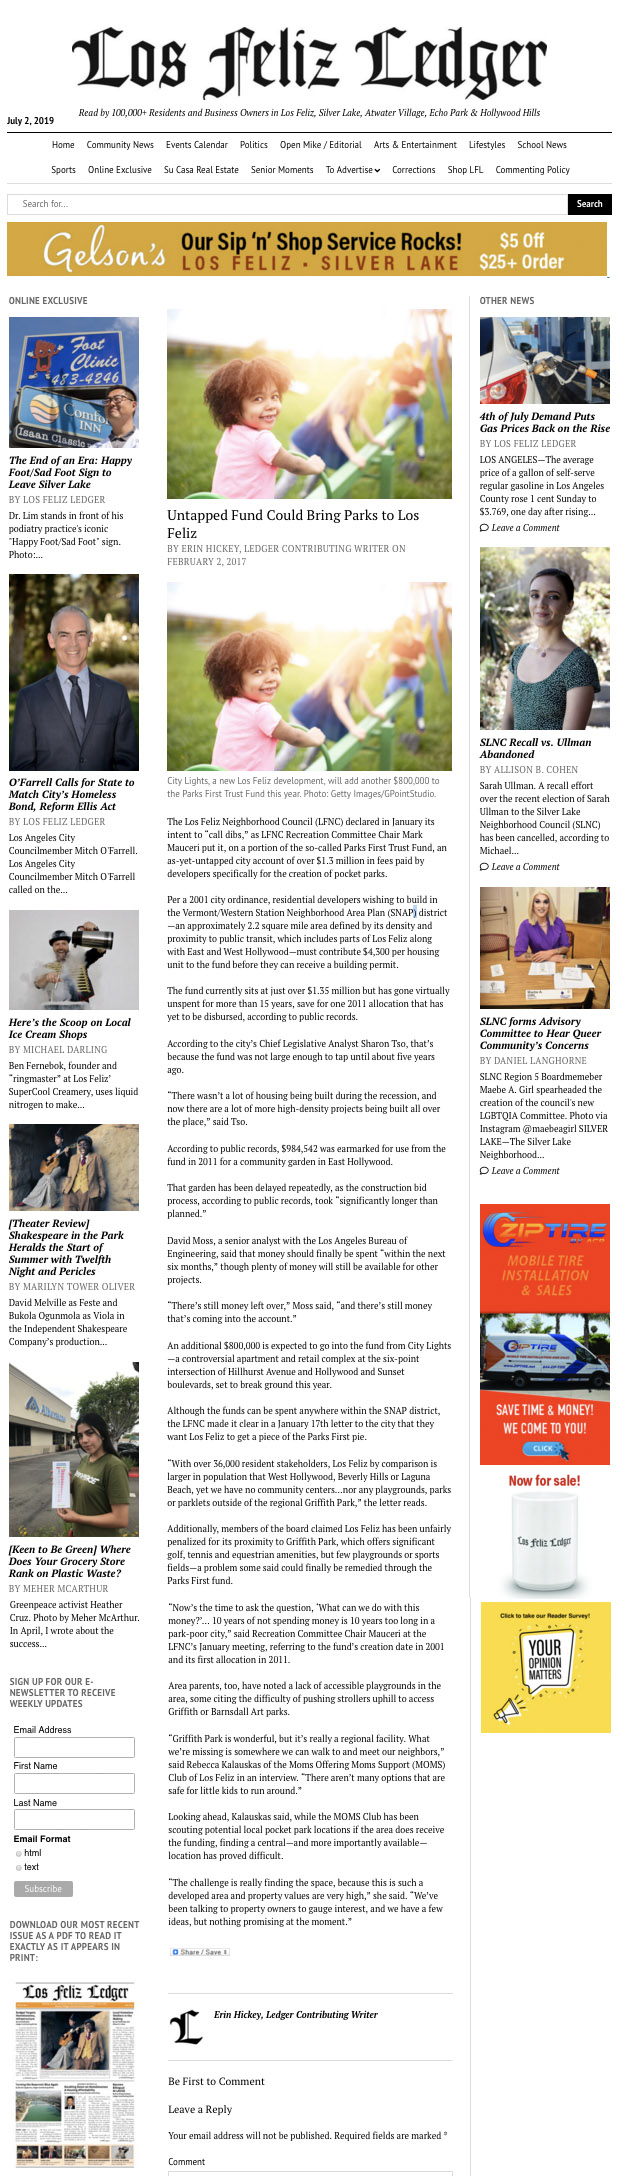 Los Feliz Ledger
Read by 100,000+ Residents and Business Owners in Los Feliz, Silver Lake, Atwater Village, Echo Park & Hollywood Hills
July 2, 2019
Home Community News Events Calendar Politics Open Mike / Editorial Arts & Entertainment Lifestyles School News
Sports Online Exclusive Su Casa Real Estate Senior Moments To Advertise Corrections Shop LFL Commenting Policy
Search for...
Search
Gelson's Our Sip 'n' Shop Service Rocks! $5 Off
LOS FELIZ • SILVER LAKE $25+ Order
ONLINE EXCLUSIVE
Foot
Clinic
483-4246
Comfo
INN
Isaan Classic
The End of an Era: Happy
Foot/Sad Foot Sign to
Leave Silver Lake
BY LOS FELIZ LEDGER
Dr. Lim stands in front of his
podiatry practice's iconic
"Happy Foot/Sad Foot" sign.
Photo:...
O'Farrell Calls for State to
Match City's Homeless
Bond, Reform Ellis Act
BY LOS FELIZ LEDGER
Los Angeles City
Councilmember Mitch O'Farrell.
Los Angeles City
Councilmember Mitch O'Farrell
called on the...
Here's the Scoop on Local
Ice Cream Shops
BY MICHAEL DARLING
Ben Fernebok, founder and
"ringmaster" at Los Feliz'
SuperCool Creamery, uses liquid
nitrogen to make...
[Theater Review]
Shakespeare in the Park
Heralds the Start of
Summer with Twelfth
Night and Pericles
BY MARILYN TOWER OLIVER
David Melville as Feste and
Bukola Ogunmola as Viola in
the Independent Shakespeare
Company's production...
[Keen to Be Green] Where
Does Your Grocery Store
Rank on Plastic Waste?
BY MEHER MCARTHUR
Greenpeace activist Heather
Cruz. Photo by Meher McArthur.
In April, I wrote about the
success...
SIGN UP FOR OUR E-
NEWSLETTER TO RECEIVE
WEEKLY UPDATES
Email Address
First Name
Last Name
Email Format
html
text
Subscribe
DOWNLOAD OUR MOST RECENT
ISSUE AS A PDF TO READ IT
EXACTLY AS IT APPEARS IN
PRINT:
Los Feliz Ledger
Untapped Fund Could Bring Parks to Los
Feliz
BY ERIN HICKEY, LEDGER CONTRIBUTING WRITER ON
FEBRUARY 2, 2017
City Lights, a new Los Feliz development, will add another $800,000 to
the Parks First Trust Fund this year. Photo: Getty Images/GPointStudio.
The Los Feliz Neighborhood Council (LFNC) declared in January its
intent to "call dibs," as LFNC Recreation Committee Chair Mark
Mauceri put it, on a portion of the so-called Parks First Trust Fund, an
as-yet-untapped city account of over $1.3 million in fees paid by
developers specifically for the creation of pocket parks.
Per a 2001 city ordinance, residential developers wishing to build in
the Vermont/Western Station Neighborhood Area Plan (SNAP) district
—an approximately 2.2 square mile area defined by its density and
proximity to public transit, which includes parts of Los Feliz along
with East and West Hollywood—must contribute $4,300 per housing
unit to the fund before they can receive a building permit.
The fund currently sits at just over $1.35 million but has gone virtually
unspent for more than 15 years, save for one 2011 allocation that has
yet to be disbursed, according to public records.
According to the city's Chief Legislative Analyst Sharon Tso, that's
because the fund was not large enough to tap until about five years
ago.
"There wasn't a lot of housing being built during the recession, and
now there are a lot of more high-density projects being built all over
the place," said Tso.
According to public records, $984,542 was earmarked for use from the
fund in 2011 for a community garden in East Hollywood.
That garden has been delayed repeatedly, as the construction bid
process, according to public records, took "significantly longer than
planned."
David Moss, a senior analyst with the Los Angeles Bureau of
Engineering, said that money should finally be spent "within the next
six months," though plenty of money will still be available for other
projects.
"There's still money left over," Moss said, "and there's still money
that's coming into the account."
An additional $800,000 is expected to go into the fund from City Lights
—a controversial apartment and retail complex at the six-point
intersection of Hillhurst Avenue and Hollywood and Sunset
boulevards, set to break ground this year.
Although the funds can be spent anywhere within the SNAP district,
the LFNC made it clear in a January 17th letter to the city that they
want Los Feliz to get a piece of the Parks First pie.
"With over 36,000 resident stakeholders, Los Feliz by comparison is
larger in population that West Hollywood, Beverly Hills or Laguna
Beach, yet we have no community centers...nor any playgrounds, parks
or parklets outside of the regional Griffith Park," the letter reads.
Additionally, members of the board claimed Los Feliz has been unfairly
penalized for its proximity to Griffith Park, which offers significant
golf, tennis and equestrian amenities, but few playgrounds or sports
fields—a problem some said could finally be remedied through the
Parks First fund.
"Now's the time to ask the question, 'What can we do with this
money?'... 10 years of not spending money is 10 years too long in a
park-poor city," said Recreation Committee Chair Mauceri at the
LFNC's January meeting, referring to the fund's creation date in 2001
and its first allocation in 2011.
Area parents, too, have noted a lack of accessible playgrounds in the
area, some citing the difficulty of pushing strollers uphill to access
Griffith or Barnsdall Art parks.
"Griffith Park is wonderful, but it's really a regional facility. What
we're missing is somewhere we can walk to and meet our neighbors,"
said Rebecca Kalauskas of the Moms Offering Moms Support (MOMS)
Club of Los Feliz in an interview. "There aren't many options that are
safe for little kids to run around."
Looking ahead, Kalauskas said, while the MOMS Club has been
scouting potential local pocket park locations if the area does receive
the funding, finding a central—and more importantly available—
location has proved difficult.
"The challenge is really finding the space, because this is such a
developed area and property values are very high," she said. "We've
been talking to property owners to gauge interest, and we have a few
ideas, but nothing promising at the moment."
Share / Save
L Erin Hickey, Ledger Contributing Writer
Be First to Comment
Leave a Reply
Your email address will not be published. Required fields are marked *
Comment
OTHER NEWS
4th of July Demand Puts
Gas Prices Back on the Rise
BY LOS FELIZ LEDGER
LOS ANGELES—The average
price of a gallon of self-serve
regular gasoline in Los Angeles
County rose 1 cent Sunday to
$3.769, one day after rising...
Leave a Comment
SLNC Recall vs. Ullman
Abandoned
BY ALLISON B. COHEN
Sarah Ullman. A recall effort
over the recent election of Sarah
Ullman to the Silver Lake
Neighborhood Council (SLNC)
has been cancelled, according to
Michael...
Leave a Comment
SLNC forms Advisory
Committee to Hear Queer
Community's Concerns
BY DANIEL LANGHORNE
SLNC Region 5 Boardmemeber
Maebe A. Girl spearheaded the
creation of the council's new
LGBTQIA Committee. Photo via
Instagram @maebeagirl SILVER
LAKE—The Silver Lake
Neighborhood...
Leave a Comment
ZIPTIRE
MOBILE TIRE
INSTALLATION
& SALES
ZIPTIRE
SAVE TIME & MONEY!
WE COME TO YOU!
CLICK
Now for sale!
Los Feliz Ledger
Click to take our Reader Survey!
YOUR
OPINION
MATTERS